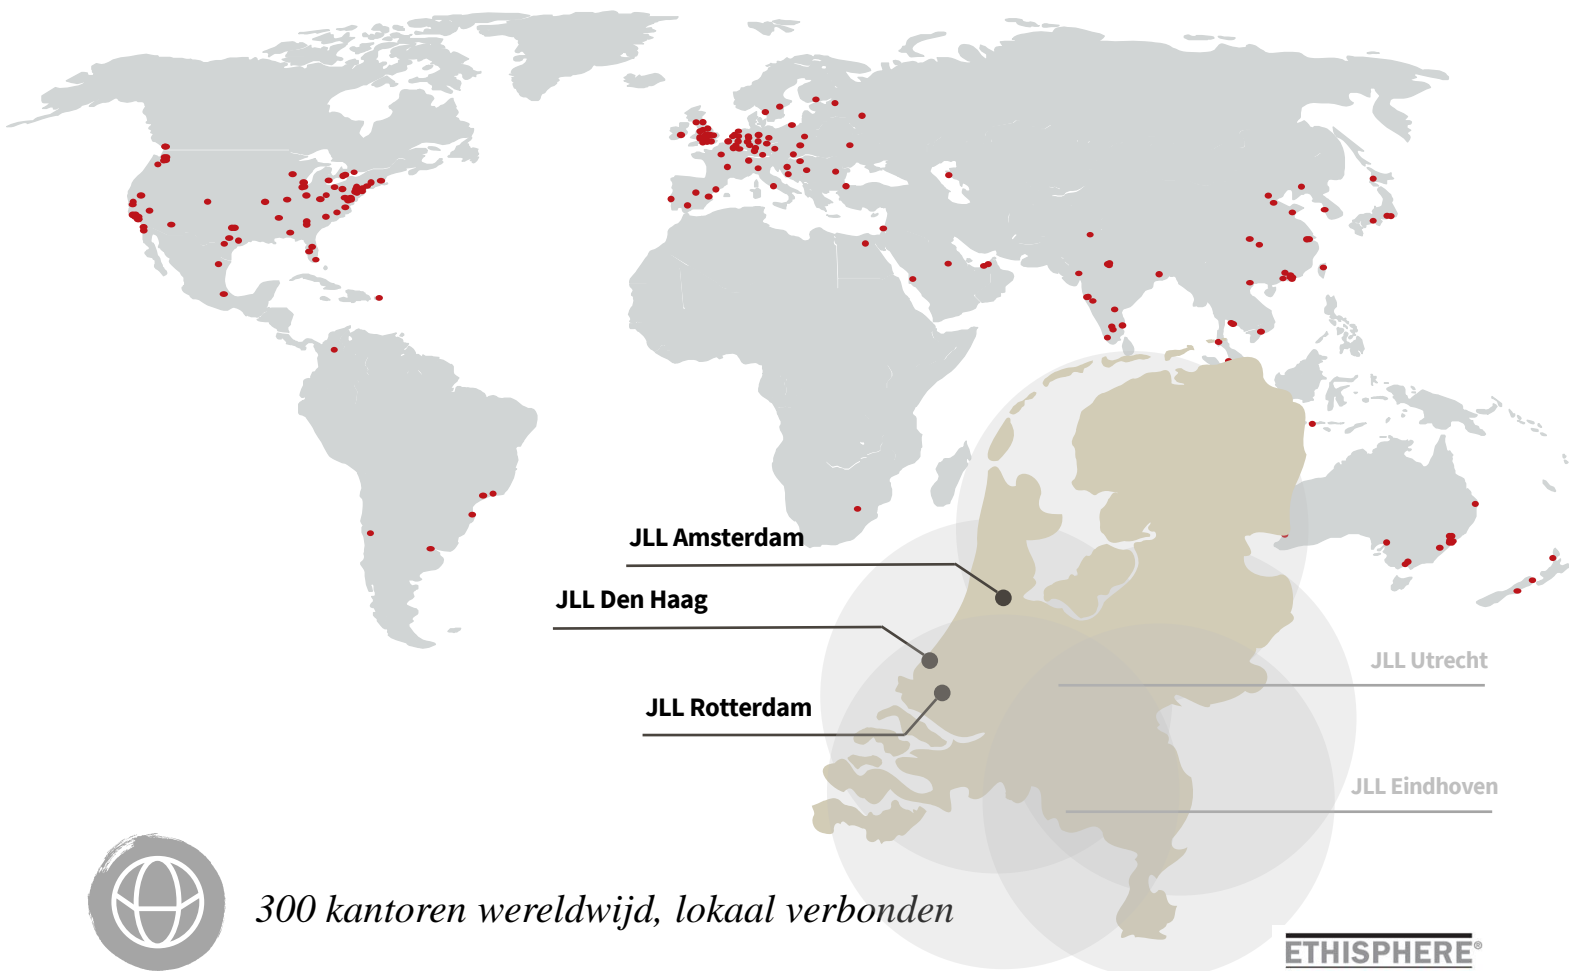 JLL Amsterdam
JLL Den Haag
JLL Utrecht
JLL Rotterdam
JLL Eindhoven
300 kantoren wereldwijd, lokaal verbonden
ETHISPHERE®